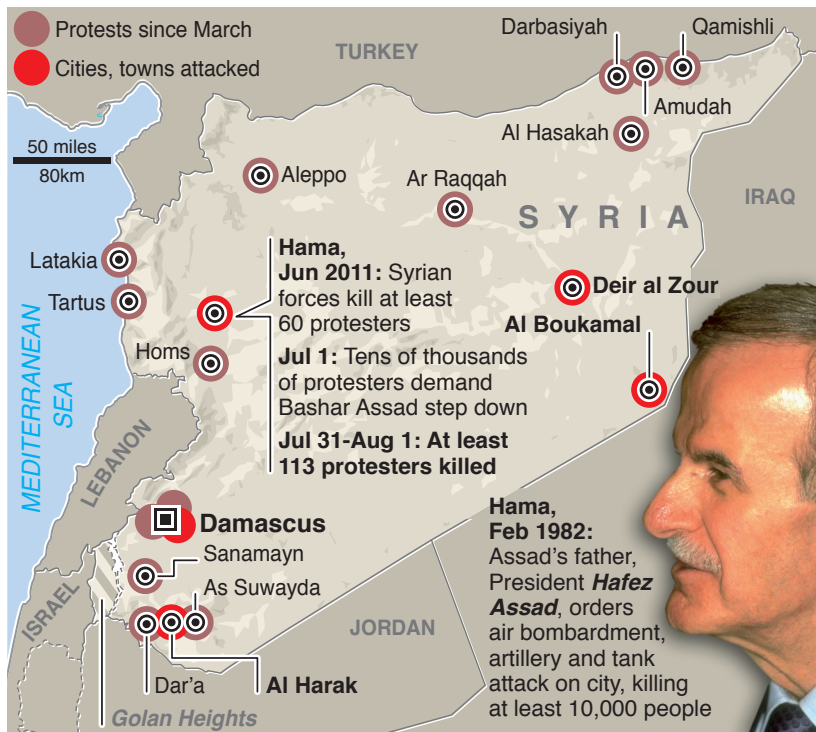 Protests since March
Cities, towns attacked
50 miles
80km
TURKEY
Darbasiyah
Qamishli
Amudah
Al Hasakah
Aleppo
Ar Raqqah
SYRIA
IRAQ
Latakia
Tartus
Homs
MEDITERRANEAN
SEA
Hama,
Jun 2011: Syrian
forces kill at least
60 protesters
Jul 1: Tens of thousands
of protesters demand
Bashar Assad step down
Jul 31-Aug 1: At least
113 protesters killed
Deir al Zour
Al Boukamal
LEBANON
Damascus
Sanamayn
As Suwayda
ISRAEL
JORDAN
Dar'a
Al Harak
Golan Heights
Hama,
Feb 1982:
Assad's father,
President Hafez
Assad, orders
air bombardment,
artillery and tank
attack on city, killing
at least 10,000 people